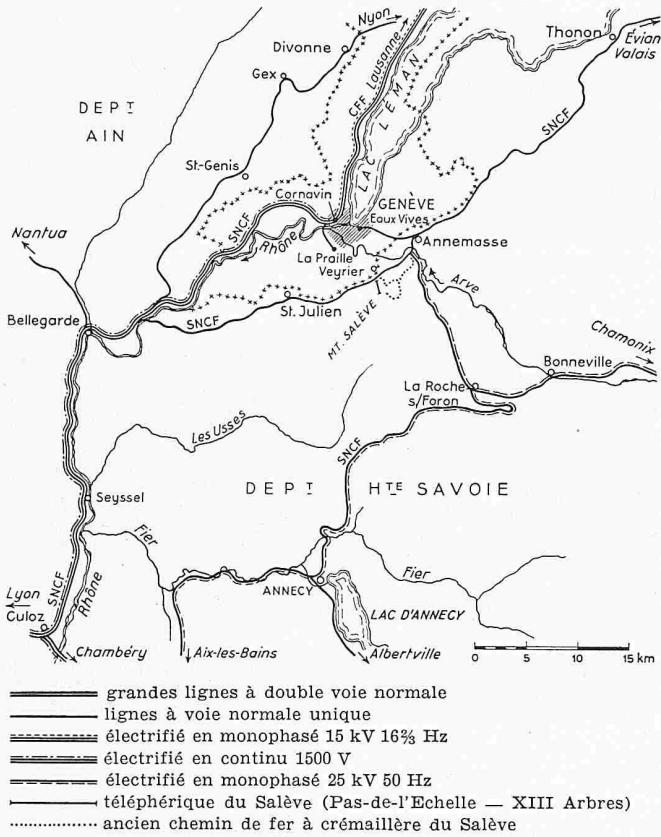 Nyon
Divonne
Gex
Thonon
Évian
Valais
DEPT
AIN
CFF Lausanne
LAC LEMAN
SNCF
St.-Genis
Cornavin
GENÈVE
Eaux Vives
SNCF
Rhône
Nantua
La Praille
Veyrier
Annemasse
Arve
MT. SALÈVE
Bellegarde
SNCF
St. Julien
Chamonix
Bonneville
La Roche
s/Foron
Les Usses
SNCF
DEPT HTE SAVOIE
Seyssel
Fier
Fier
ANNECY
LAC D'ANNECY
Lyon
Culoz
SNCF
Rhône
Chambéry
Aix-les-Bains
Albertville
0 5 10 15 km
grandes lignes à double voie normale
lignes à voie normale unique
électrifié en monophasé 15 kV 16⅔ Hz
électrifié en continu 1500 V
électrifié en monophasé 25 kV 50 Hz
téléphérique du Salève (Pas-de-l'Echelle — XIII Arbres)
ancien chemin de fer à crémaillère du Salève